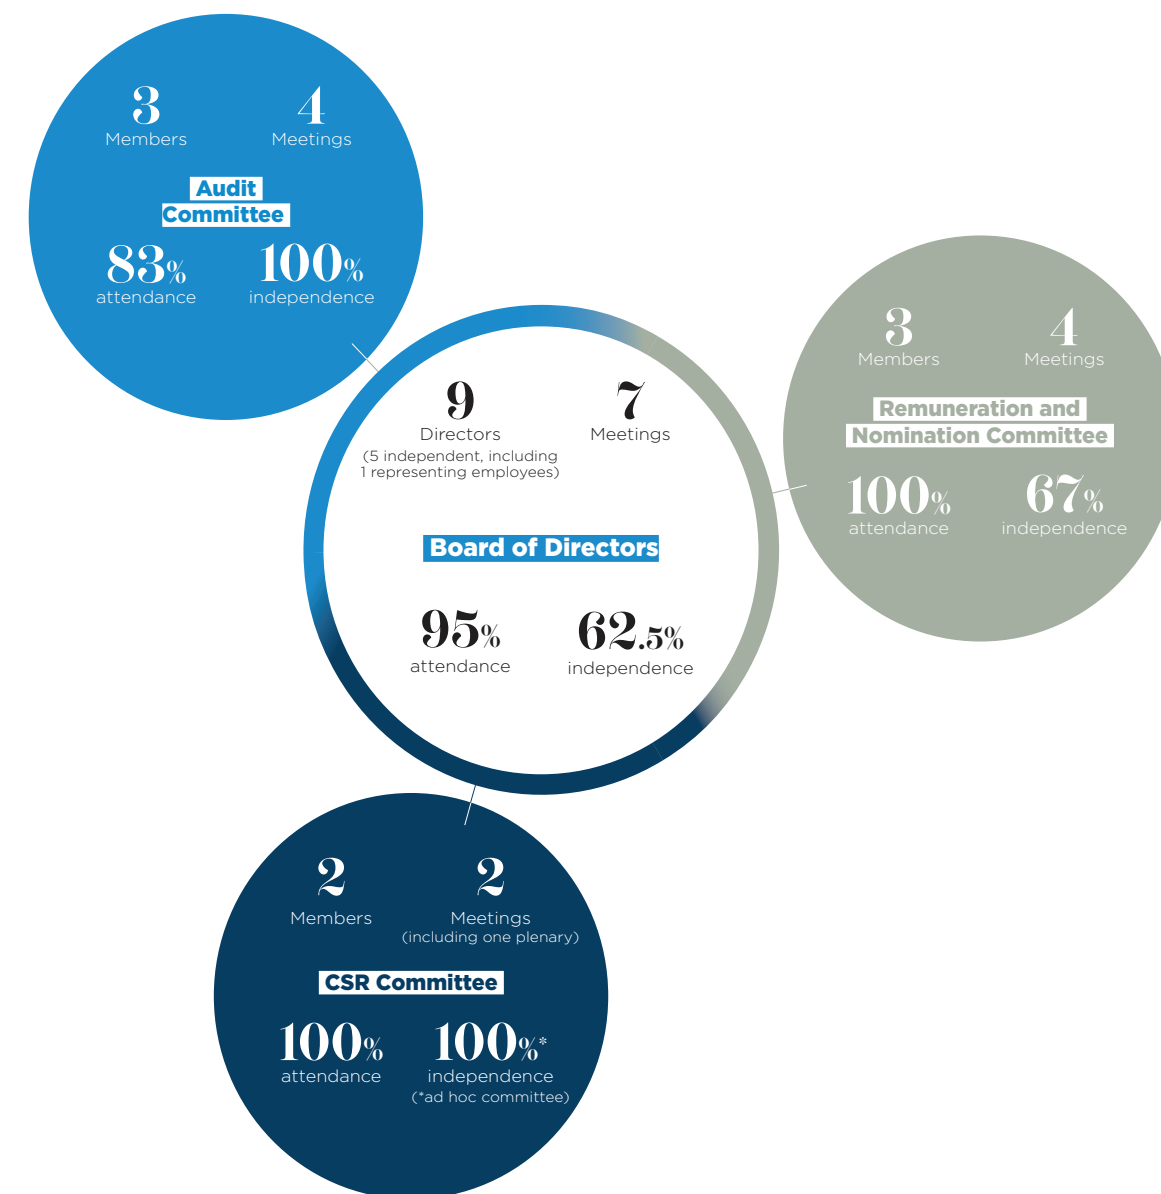 3 4
Members Meetings
Audit
Committee
83% 100%
attendance independence
3 4
Members Meetings
Remuneration and
Nomination Committee
100% 67%
attendance independence
9 7
Directors Meetings
(5 independent, including
1 representing employees)
Board of Directors
95% 62.5%
attendance independence
2 2
Members Meetings
(including one plenary)
CSR Committee
100% 100%*
attendance independence
(*ad hoc committee)